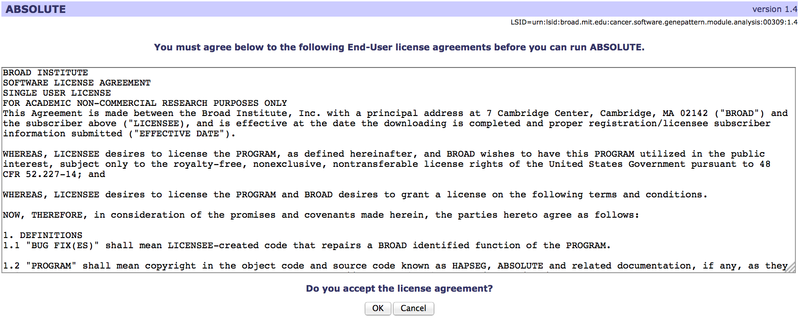 ABSOLUTE
version 1.4
LSID=urn:lsid:broad.mit.edu:cancer.software.genepattern.module.analysis:00309:1.4
You must agree below to the following End-User license agreements before you can run ABSOLUTE.
BROAD INSTITUTE
SOFTWARE LICENSE AGREEMENT
SINGLE USER LICENSE
FOR ACADEMIC NON-COMMERCIAL RESEARCH PURPOSES ONLY
This Agreement is made between the Broad Institute, Inc. with a principal address at 7 Cambridge Center, Cambridge, MA 02142 ("BROAD") and
the subscriber above ("LICENSEE), and is effective at the date the downloading is completed and proper registration/licensee subscriber
information submitted ("EFFECTIVE DATE").
WHEREAS, LICENSEE desires to license the PROGRAM, as defined hereinafter, and BROAD wishes to have this PROGRAM utilized in the public
interest, subject only to the royalty-free, nonexclusive, nontransferable license rights of the United States Government pursuant to 48
CFR 52.227-14; and
WHEREAS, LICENSEE desires to license the PROGRAM and BROAD desires to grant a license on the following terms and conditions.
NOW, THEREFORE, in consideration of the promises and covenants made herein, the parties hereto agree as follows:
1. DEFINITIONS
1.1 "BUG FIX(ES)" shall mean LICENSEE-created code that repairs a BROAD identified function of the PROGRAM.
1.2 "PROGRAM" shall mean copyright in the object code and source code known as HAPSEG, ABSOLUTE and related documentation, if any, as they
Do you accept the license agreement?
OK
Cancel